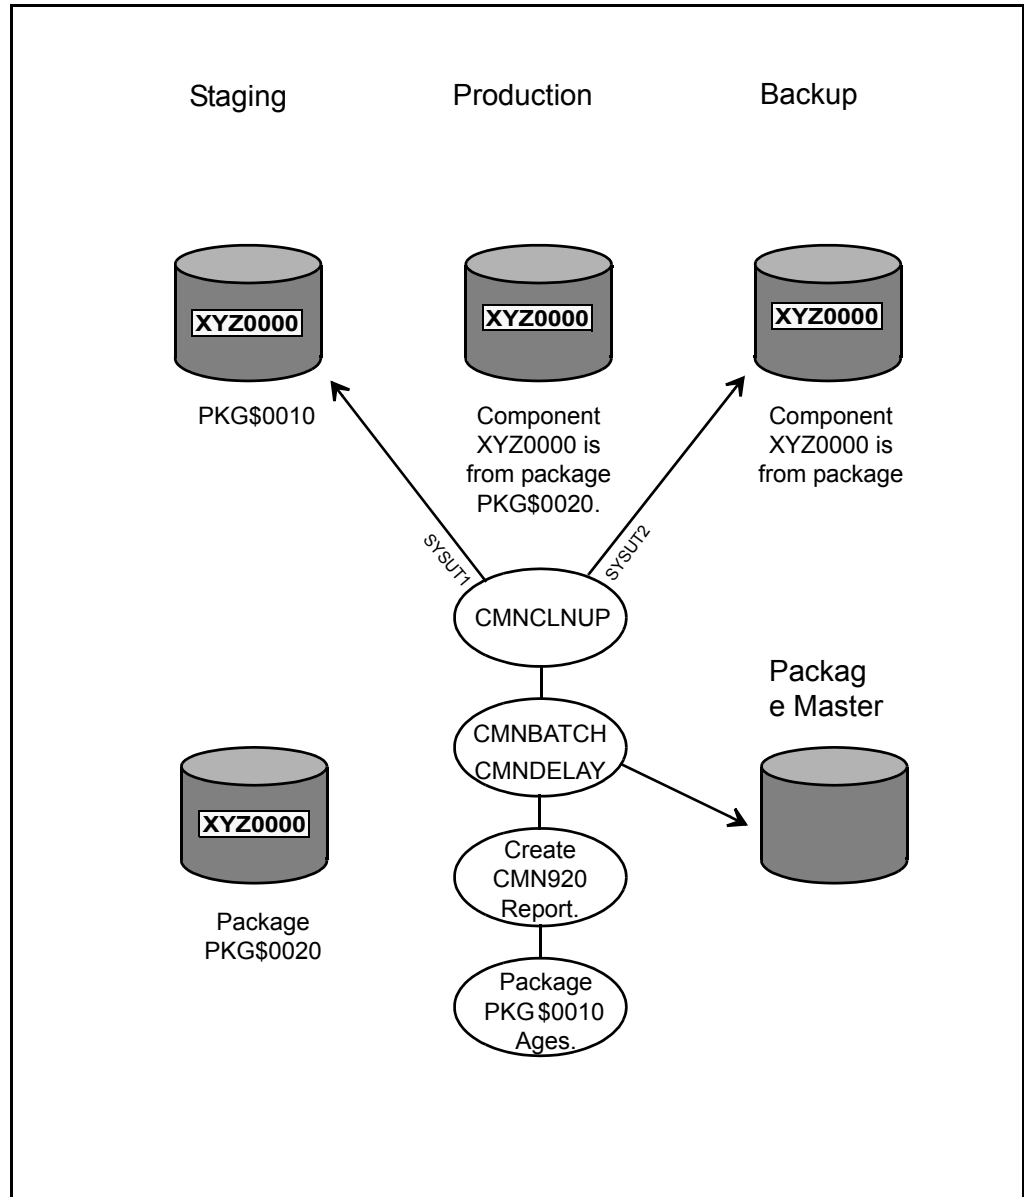 Staging
Production
Backup
XYZ0000
XYZ0000
XYZ0000
PKG$0010
Component
XYZ0000 is
from package
PKG$0020.
Component
XYZ0000 is
from package
SYSUT1
SYSUT2
CMNCLNUP
Packag
e Master
CMNBATCH
CMNDELAY
XYZ0000
Package
PKG$0020
Create
CMN920
Report.
Package
PKG$0010
Ages.